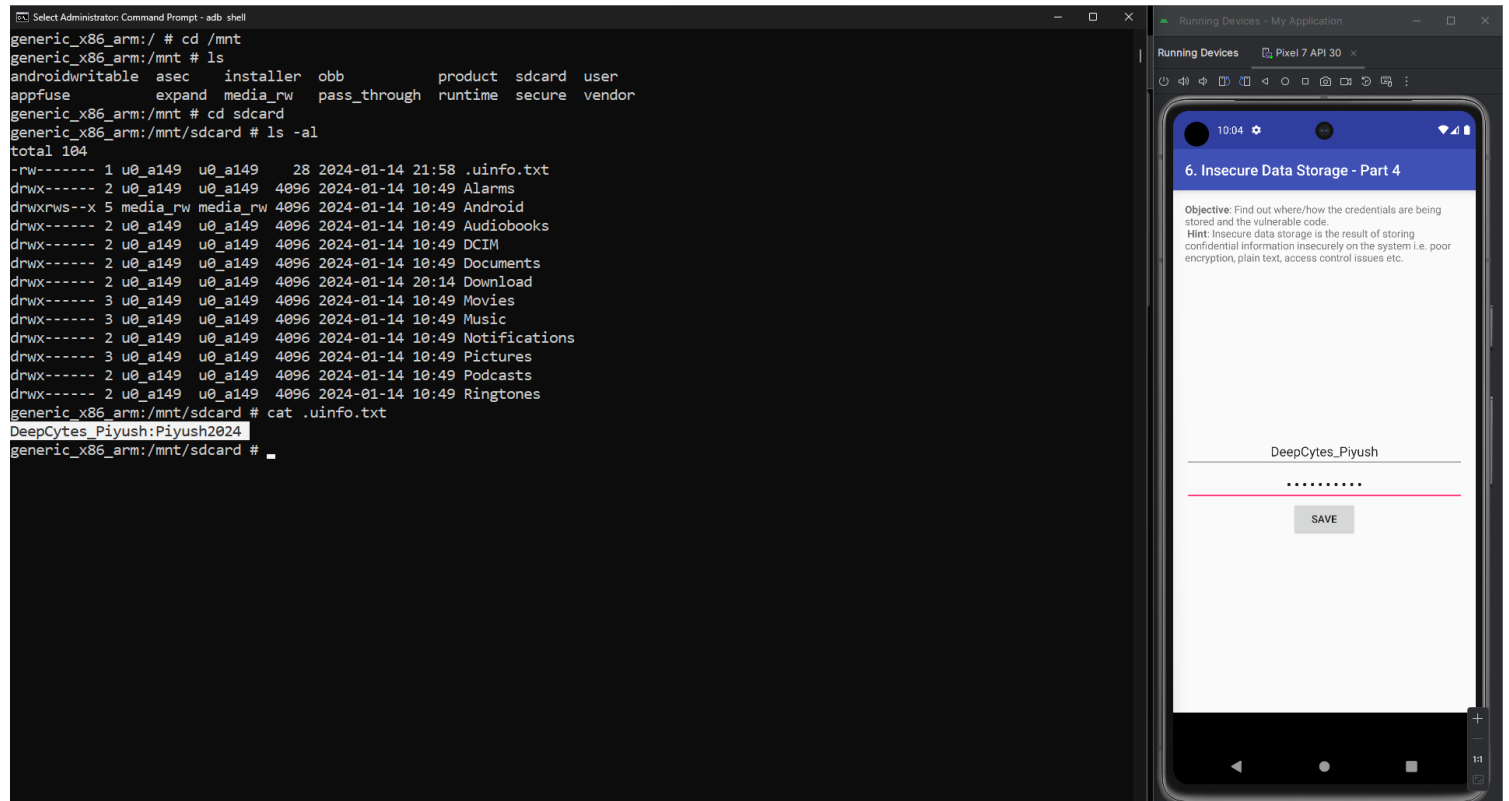 Select Administrator: Command Prompt - adb shell
generic_x86_arm:/ # cd /mnt
generic_x86_arm:/mnt # ls
androidwritable asec installer obb product sdcard user
appfuse expand media_rw pass_through runtime secure vendor
generic_x86_arm:/mnt # cd sdcard
generic_x86_arm:/mnt/sdcard # ls -al
total 104
-rw------- 1 u0_a149 u0_a149 28 2024-01-14 21:58 .uinfo.txt
drwx------ 2 u0_a149 u0_a149 4096 2024-01-14 10:49 Alarms
drwxrws--x 5 media_rw media_rw 4096 2024-01-14 10:49 Android
drwx------ 2 u0_a149 u0_a149 4096 2024-01-14 10:49 Audiobooks
drwx------ 2 u0_a149 u0_a149 4096 2024-01-14 10:49 DCIM
drwx------ 2 u0_a149 u0_a149 4096 2024-01-14 10:49 Documents
drwx------ 2 u0_a149 u0_a149 4096 2024-01-14 20:14 Download
drwx------ 3 u0_a149 u0_a149 4096 2024-01-14 10:49 Movies
drwx------ 3 u0_a149 u0_a149 4096 2024-01-14 10:49 Music
drwx------ 2 u0_a149 u0_a149 4096 2024-01-14 10:49 Notifications
drwx------ 3 u0_a149 u0_a149 4096 2024-01-14 10:49 Pictures
drwx------ 2 u0_a149 u0_a149 4096 2024-01-14 10:49 Podcasts
drwx------ 2 u0_a149 u0_a149 4096 2024-01-14 10:49 Ringtones
generic_x86_arm:/mnt/sdcard # cat .uinfo.txt
DeepCytes_Piyush:Piyush2024
generic_x86_arm:/mnt/sdcard #
Running Devices - My Application
Running Devices Pixel 7 API 30
10:04
6. Insecure Data Storage - Part 4
Objective: Find out where/how the credentials are being
stored and the vulnerable code.
Hint: Insecure data storage is the result of storing
confidential information insecurely on the system i.e. poor
encryption, plain text, access control issues etc.
DeepCytes_Piyush
••••••••••
SAVE
1:1